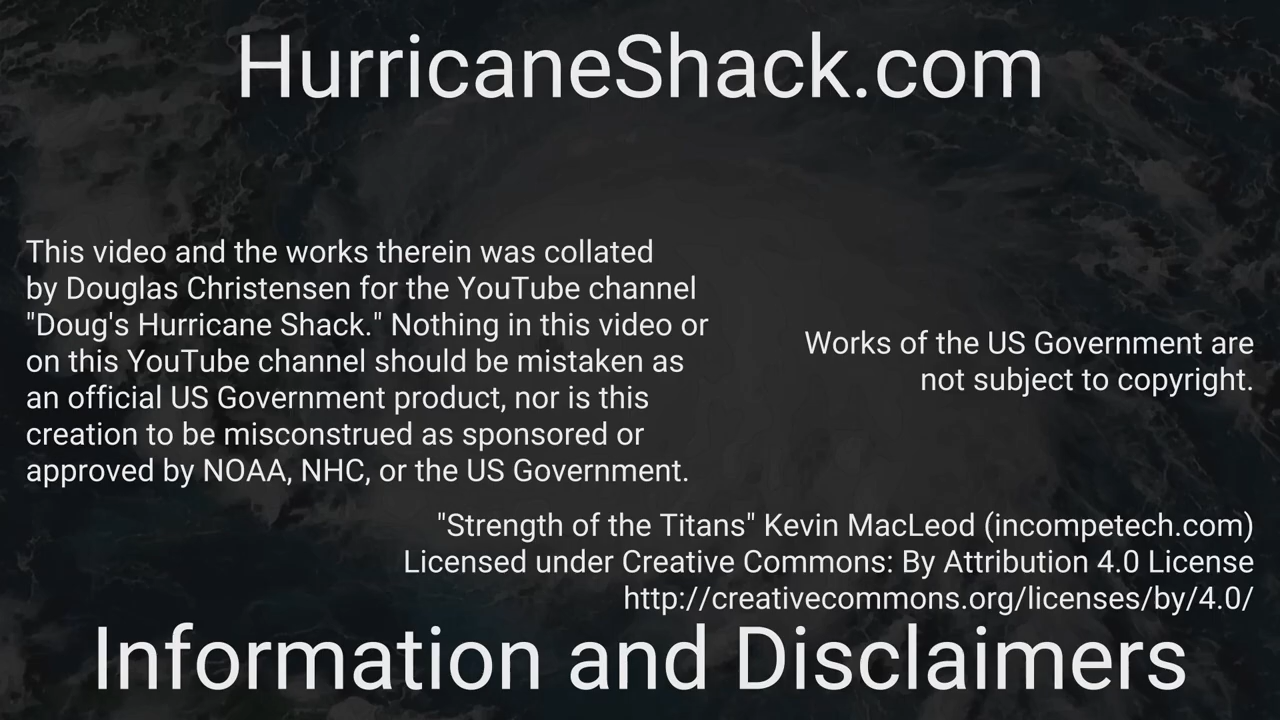 HurricaneShack.com
This video and the works therein was collated
by Douglas Christensen for the YouTube channel
"Doug's Hurricane Shack." Nothing in this video or
on this YouTube channel should be mistaken as
an official US Government product, nor is this
creation to be misconstrued as sponsored or
approved by NOAA, NHC, or the US Government.
Works of the US Government are
not subject to copyright.
"Strength of the Titans" Kevin MacLeod (incompetech.com)
Licensed under Creative Commons: By Attribution 4.0 License
http://creativecommons.org/licenses/by/4.0/
Information and Disclaimers